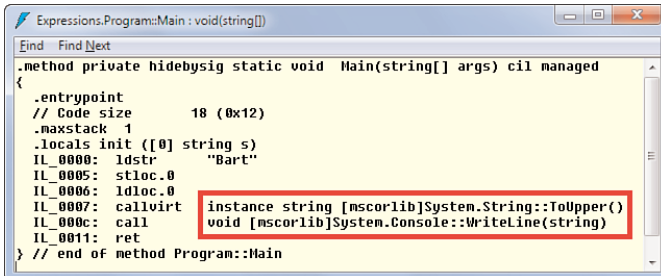 Expressions.Program::Main : void(string[])
Find Find Next
.method private hidebysig static void  Main(string[] args) cil managed
{
  .entrypoint
  // Code size       18 (0x12)
  .maxstack  1
  .locals init ([0] string s)
  IL_0000:  ldstr      "Bart"
  IL_0005:  stloc.0
  IL_0006:  ldloc.0
  IL_0007:  callvirt   instance string [mscorlib]System.String::ToUpper()
  IL_000c:  call       void [mscorlib]System.Console::WriteLine(string)
  IL_0011:  ret
} // end of method Program::Main